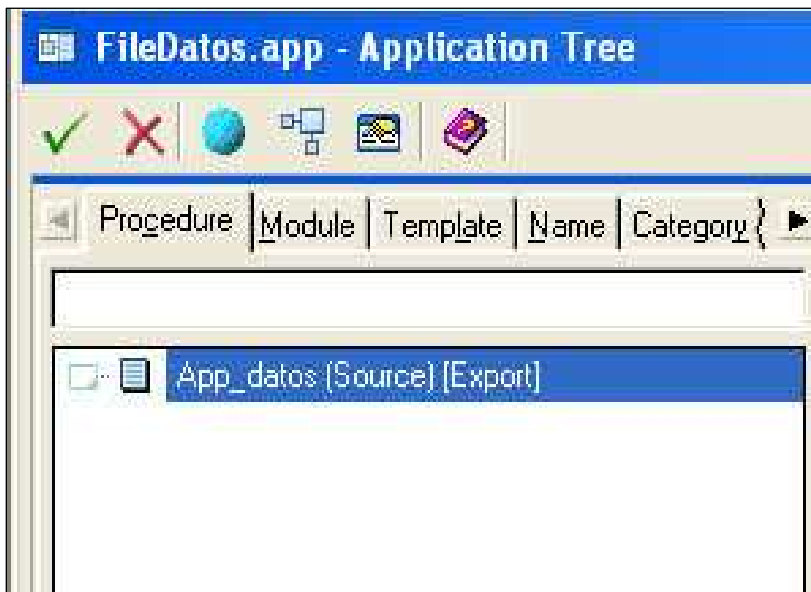 FileDatos.app - Application Tree
Procedure Module Template Name Category
App_datos (Source) [Export]